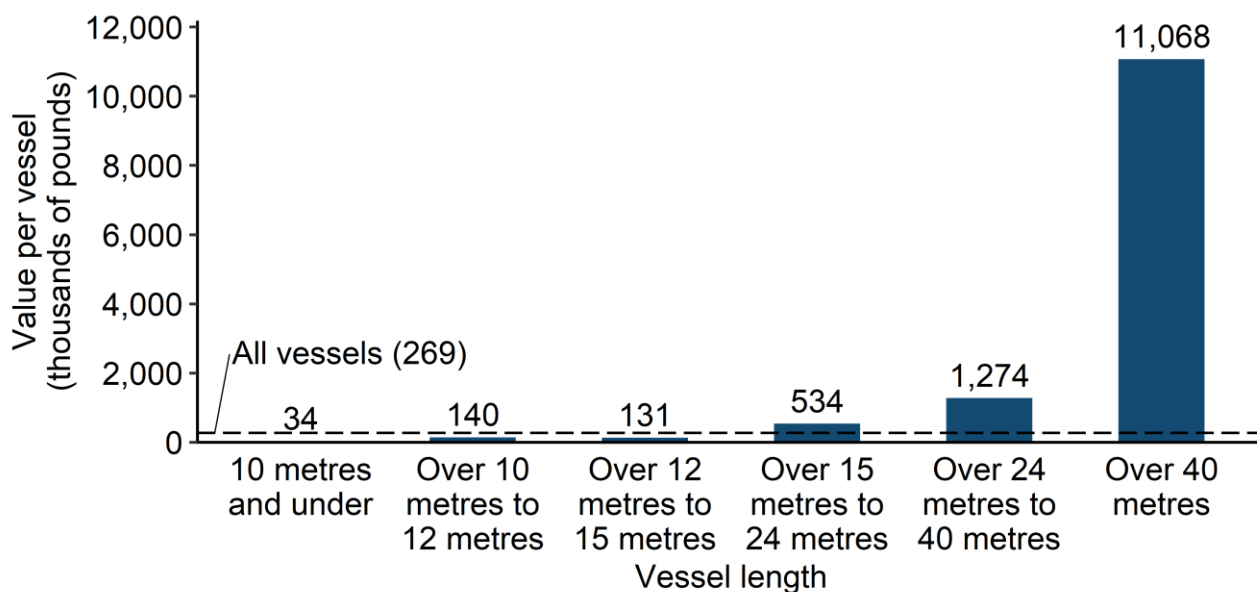 Value per vessel
(thousands of pounds)
12,000
10,000
8,000
6,000
4,000
2,000
0
All vessels (269)
34
140
131
534
1,274
11,068
10 metres
and under
Over 10
metres to
12 metres
Over 12
metres to
15 metres
Over 15
metres to
24 metres
Over 24
metres to
40 metres
Over 40
metres
Vessel length